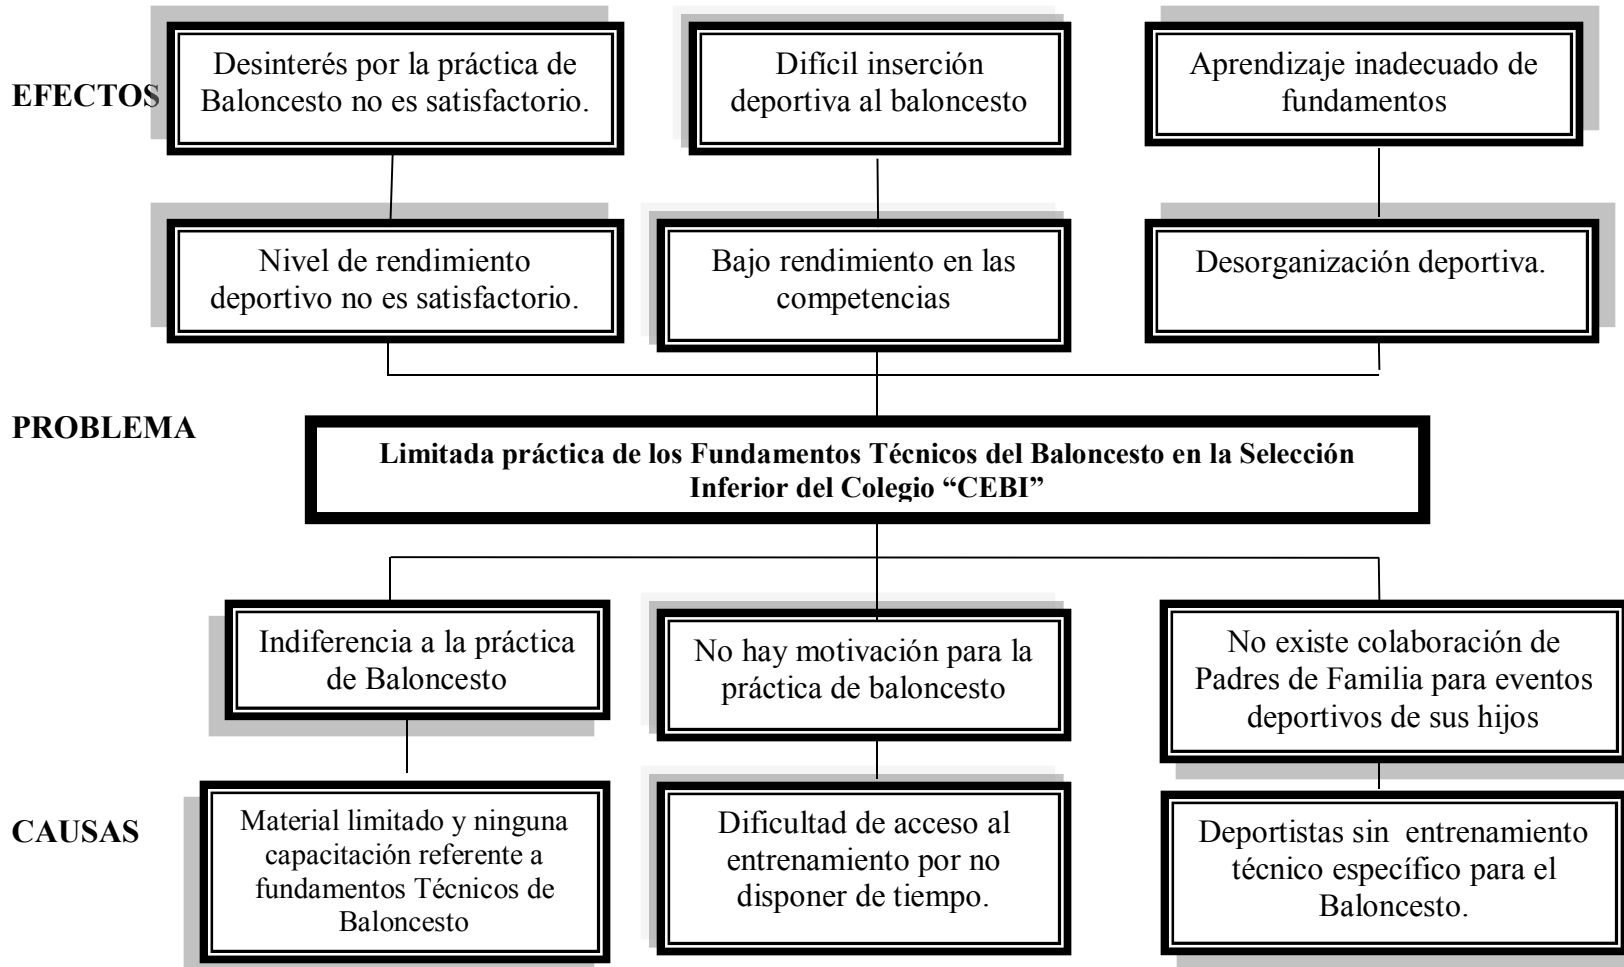 EFECTOS
Desinterés por la práctica de
Baloncesto no es satisfactorio.
Difícil inserción
deportiva al baloncesto
Aprendizaje inadecuado de
fundamentos
Nivel de rendimiento
deportivo no es satisfactorio.
Bajo rendimiento en las
competencias
Desorganización deportiva.
PROBLEMA
Limitada práctica de los Fundamentos Técnicos del Baloncesto en la Selección
Inferior del Colegio “CEBI”
Indiferencia a la práctica
de Baloncesto
No hay motivación para la
práctica de baloncesto
No existe colaboración de
Padres de Familia para eventos
deportivos de sus hijos
CAUSAS
Material limitado y ninguna
capacitación referente a
fundamentos Técnicos de
Baloncesto
Dificultad de acceso al
entrenamiento por no
disponer de tiempo.
Deportistas sin  entrenamiento
técnico específico para el
Baloncesto.